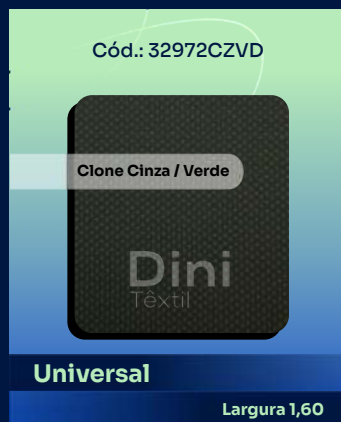 Cód.: 32972CZVD
Clone Cinza / Verde
Dini
Têxtil
Universal
Largura 1,60